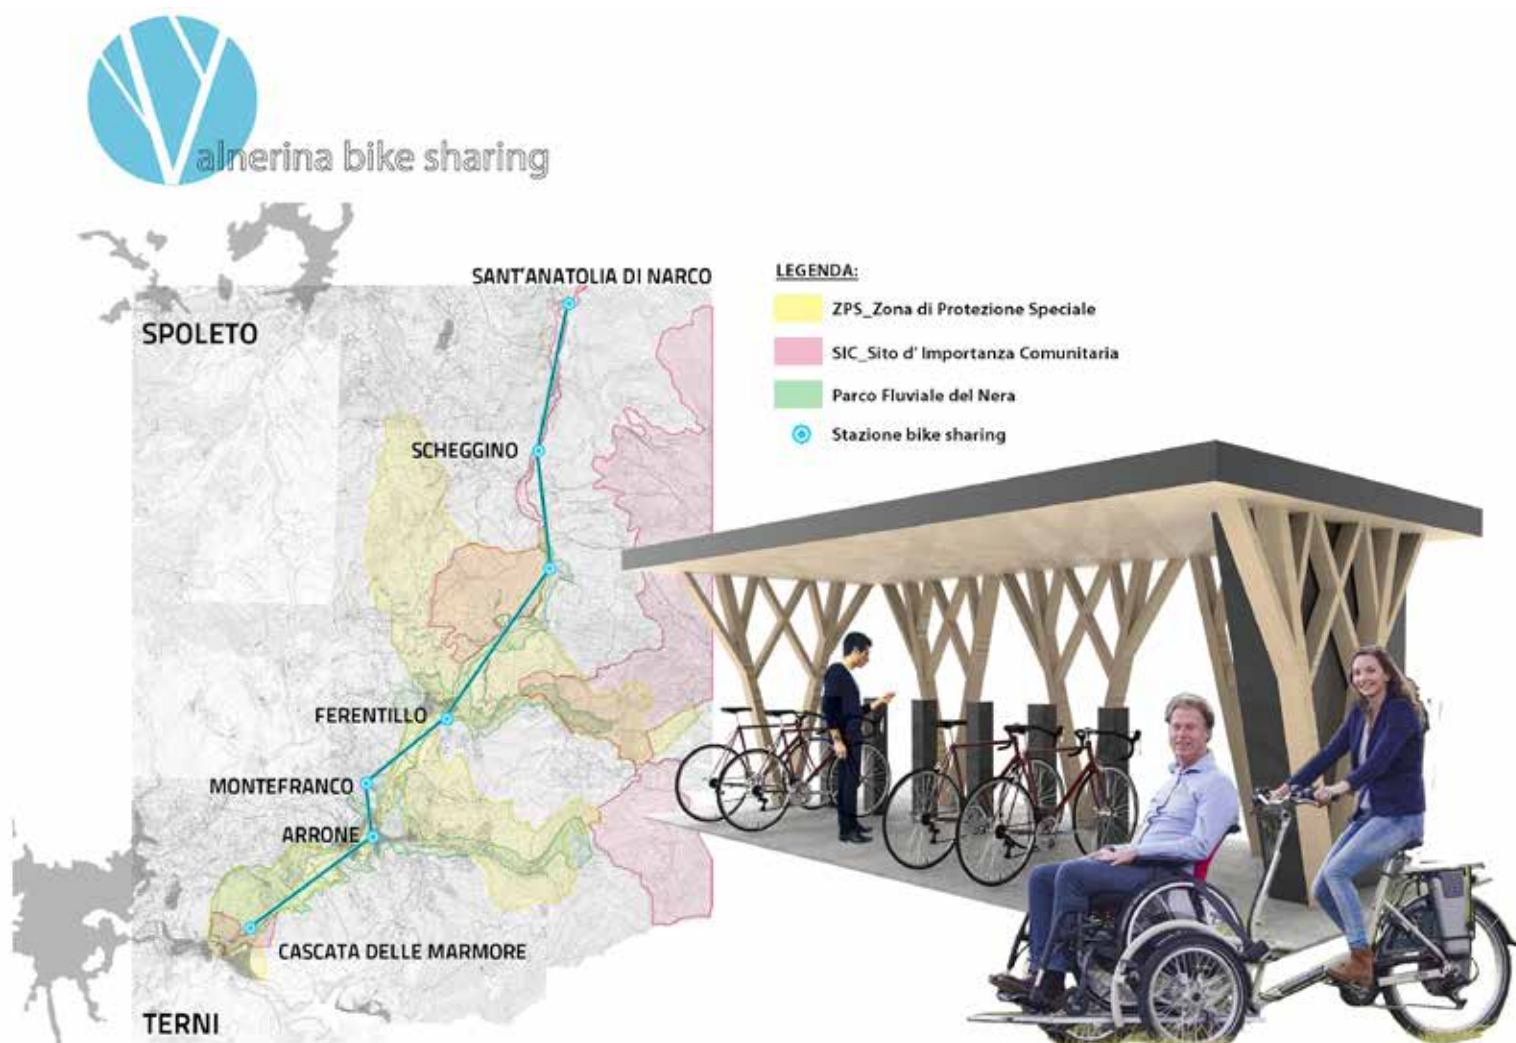 Valnerina bike sharing
SANT'ANATOLIA DI NARCO
SPOLETO
SCHEGGINO
FERENTILLO
MONTEFRANCO
ARRONE
CASCATA DELLE MARMORE
TERNI
LEGENDA:
ZPS_Zona di Protezione Speciale
SIC_Sito d' Importanza Comunitaria
Parco Fluviale del Nera
Stazione bike sharing